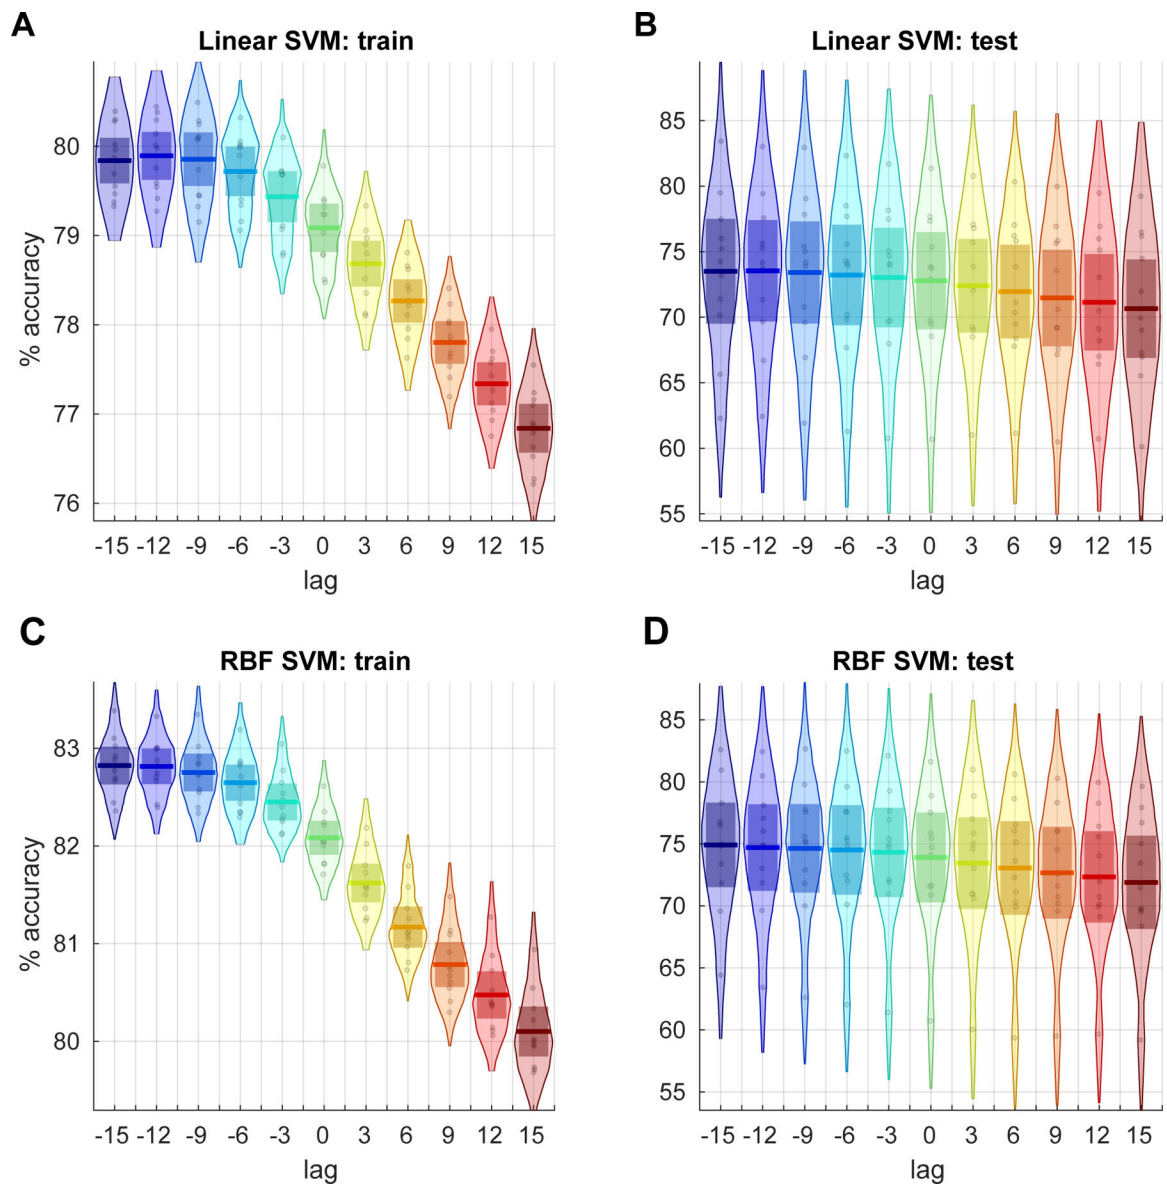 A
Linear SVM: train
% accuracy
80
79
78
77
76
-15 -12 -9 -6 -3 0 3 6 9 12 15
lag
B
Linear SVM: test
85
80
75
70
65
60
55
-15 -12 -9 -6 -3 0 3 6 9 12 15
lag
C
RBF SVM: train
% accuracy
83
82
81
80
-15 -12 -9 -6 -3 0 3 6 9 12 15
lag
D
RBF SVM: test
85
80
75
70
65
60
55
-15 -12 -9 -6 -3 0 3 6 9 12 15
lag